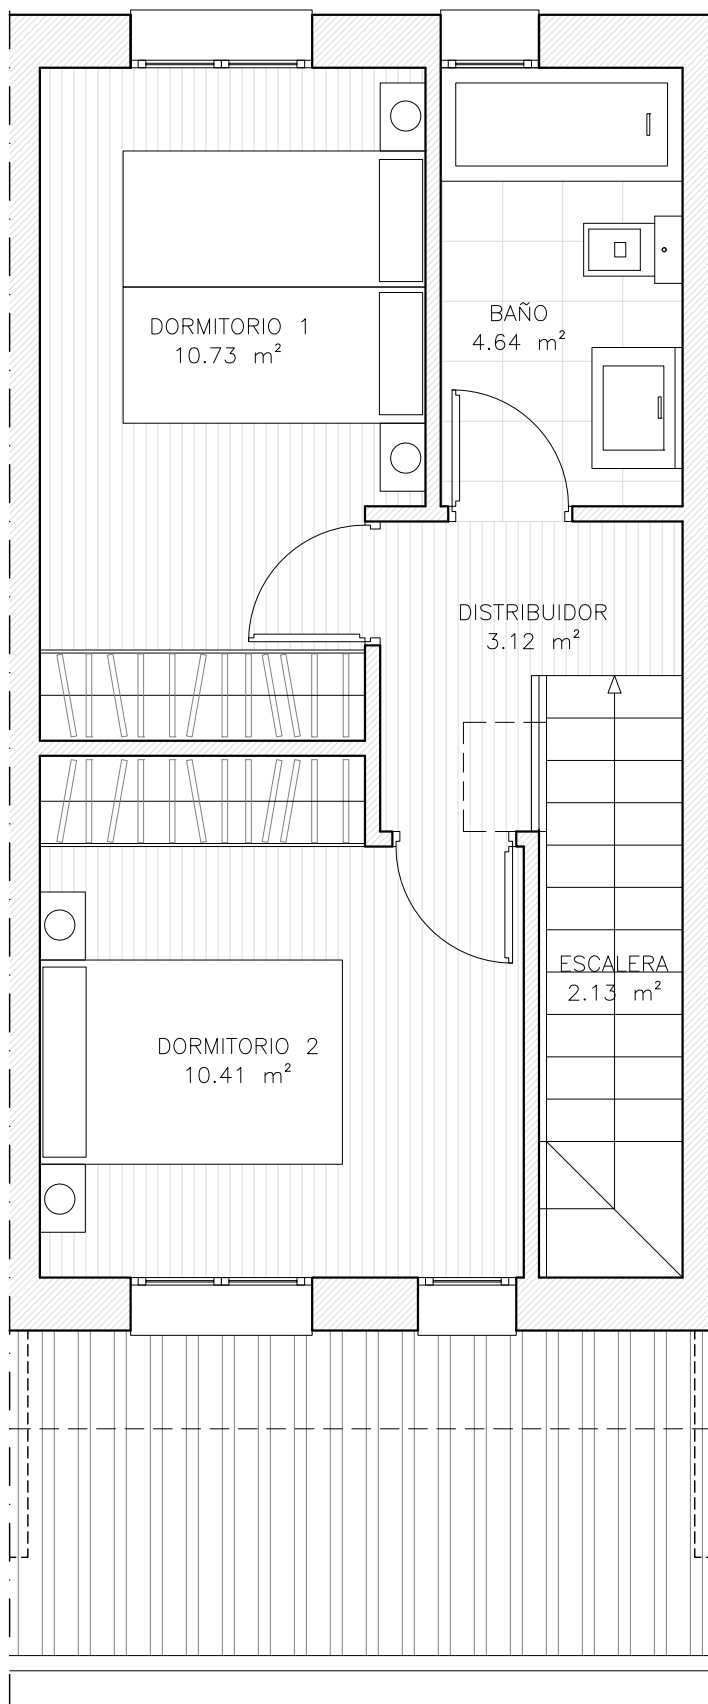 BAÑO
4.64 m²
DORMITORIO 1
10.73 m²
DISTRIBUIDOR
3.12 m²
ESCALERA
2.13 m²
DORMITORIO 2
10.41 m²